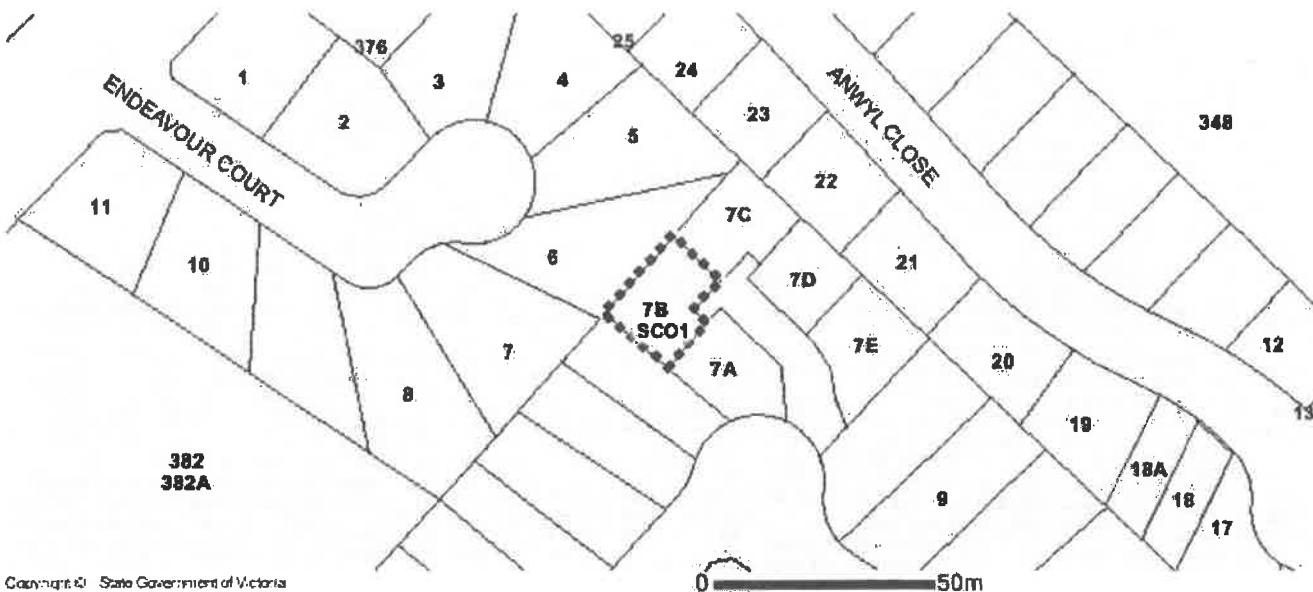 25
376
24
1
3
4
ANWYL CLOSE
ENDEAVOUR COURT
2
5
23
348
22
7C
11
10
6
21
7D
7B
SCO1
7
7A
7E
20
12
8
19
13
382
382A
18A
18
17
9
Copyright © State Government of Victoria
0 50m